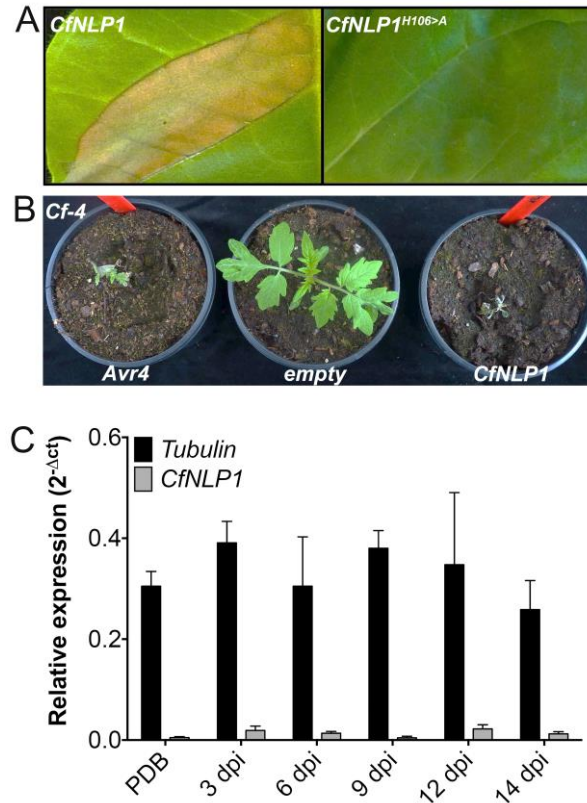 A
CfNLP1
CfNLP1H106>A
B
Cf-4
Avr4
empty
CfNLP1
C
Relative expression (2-Δct)
0.6
0.4
0.2
0.0
Tubulin
CfNLP1
PDB
3 dpi
6 dpi
9 dpi
12 dpi
14 dpi